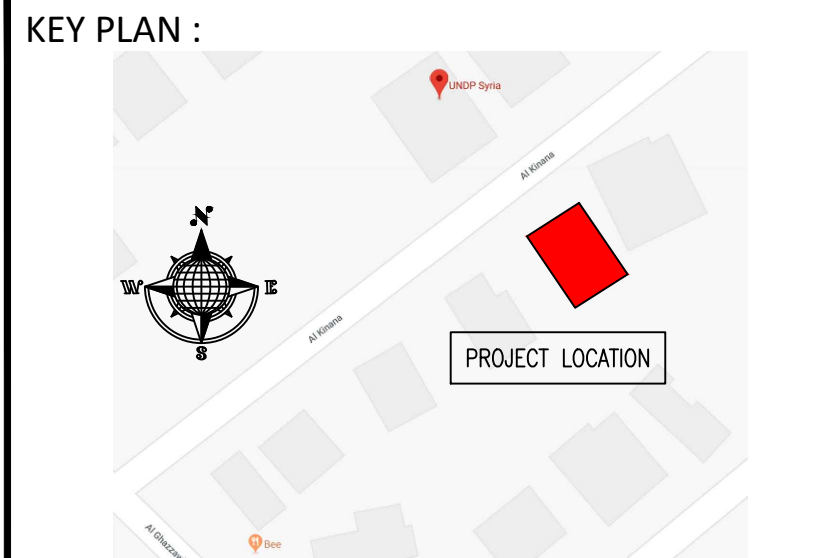 KEY PLAN :
UNDP Syria
Al Kinana
N
W
E
S
Al Kinana
PROJECT LOCATION
Bee